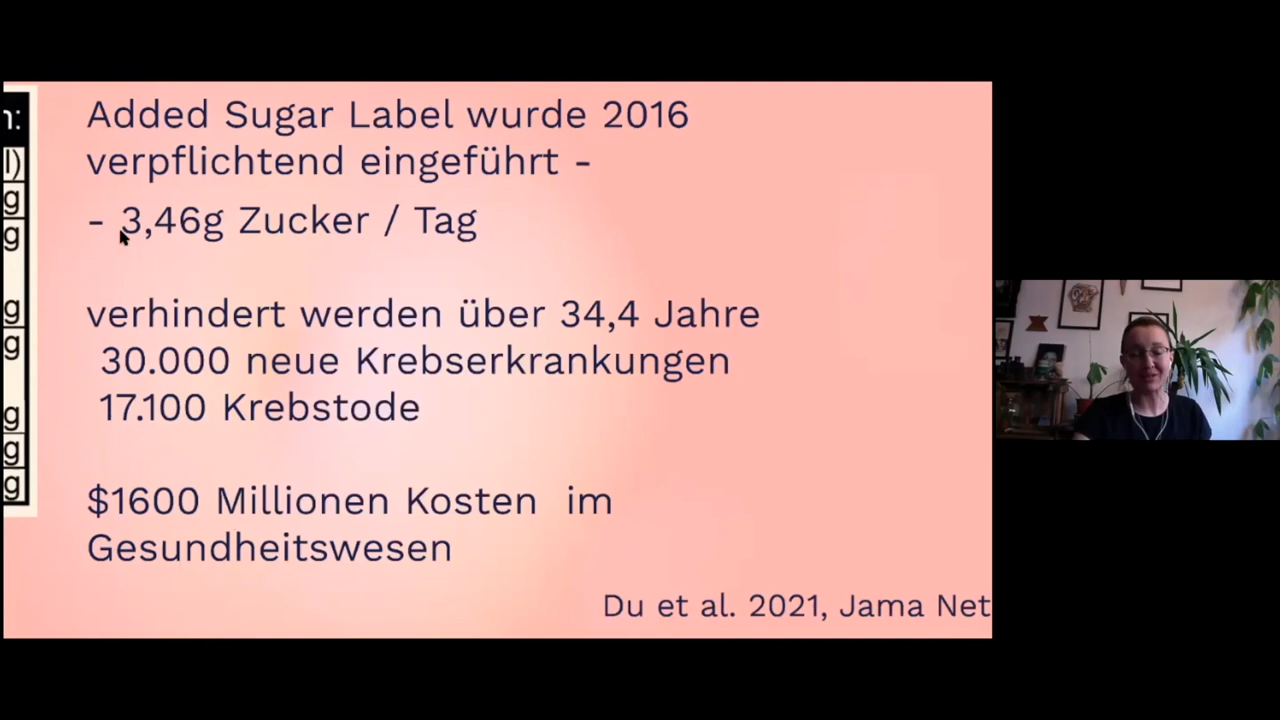 Added Sugar Label wurde 2016
verpflichtend eingeführt -
- 3,46g Zucker / Tag
verhindert werden über 34,4 Jahre
30.000 neue Krebserkrankungen
17.100 Krebstode
$1600 Millionen Kosten im
Gesundheitswesen
Du et al. 2021, Jama Net
n:
l)
g
g
g
g
g
g
g